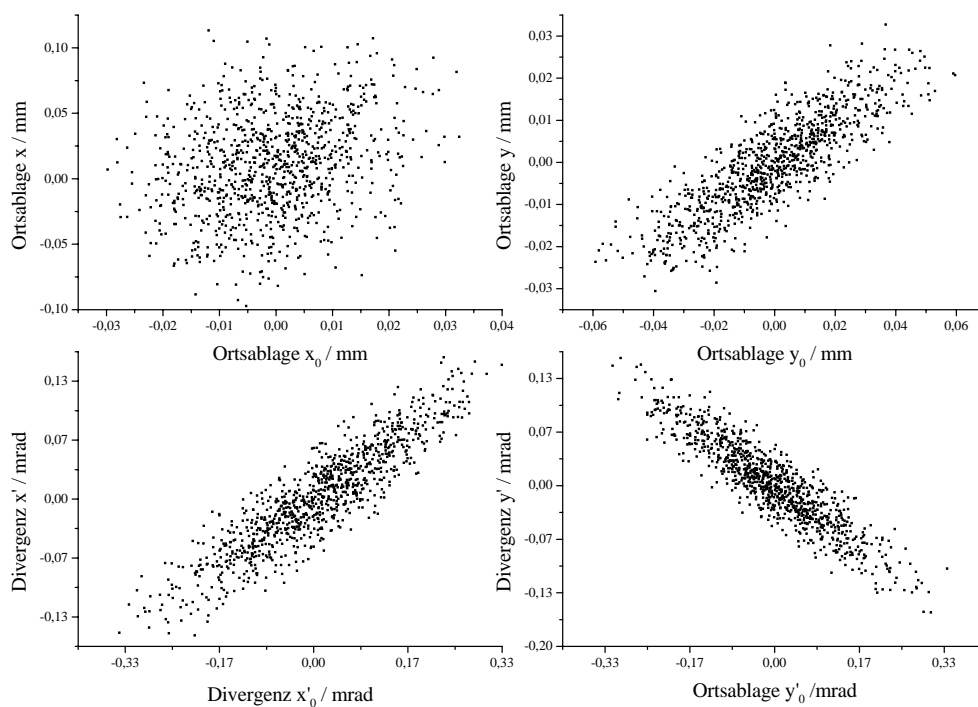 0,10
0,05
0,00
-0,05
-0,10
Ortsablage x / mm
-0,03 -0,02 -0,01 0,00 0,01 0,02 0,03 0,04
Ortsablage x₀ / mm
0,03
0,02
0,01
0,00
-0,01
-0,02
-0,03
Ortsablage y / mm
-0,06 -0,04 -0,02 0,00 0,02 0,04 0,06
Ortsablage y₀ / mm
0,13
0,07
0,00
-0,07
-0,13
Divergenz x' / mrad
-0,33 -0,17 0,00 0,17 0,33
Divergenz x'₀ / mrad
0,13
0,07
0,00
-0,07
-0,13
-0,20
Divergenz y' / mrad
-0,33 -0,17 0,00 0,17 0,33
Ortsablage y'₀ /mrad